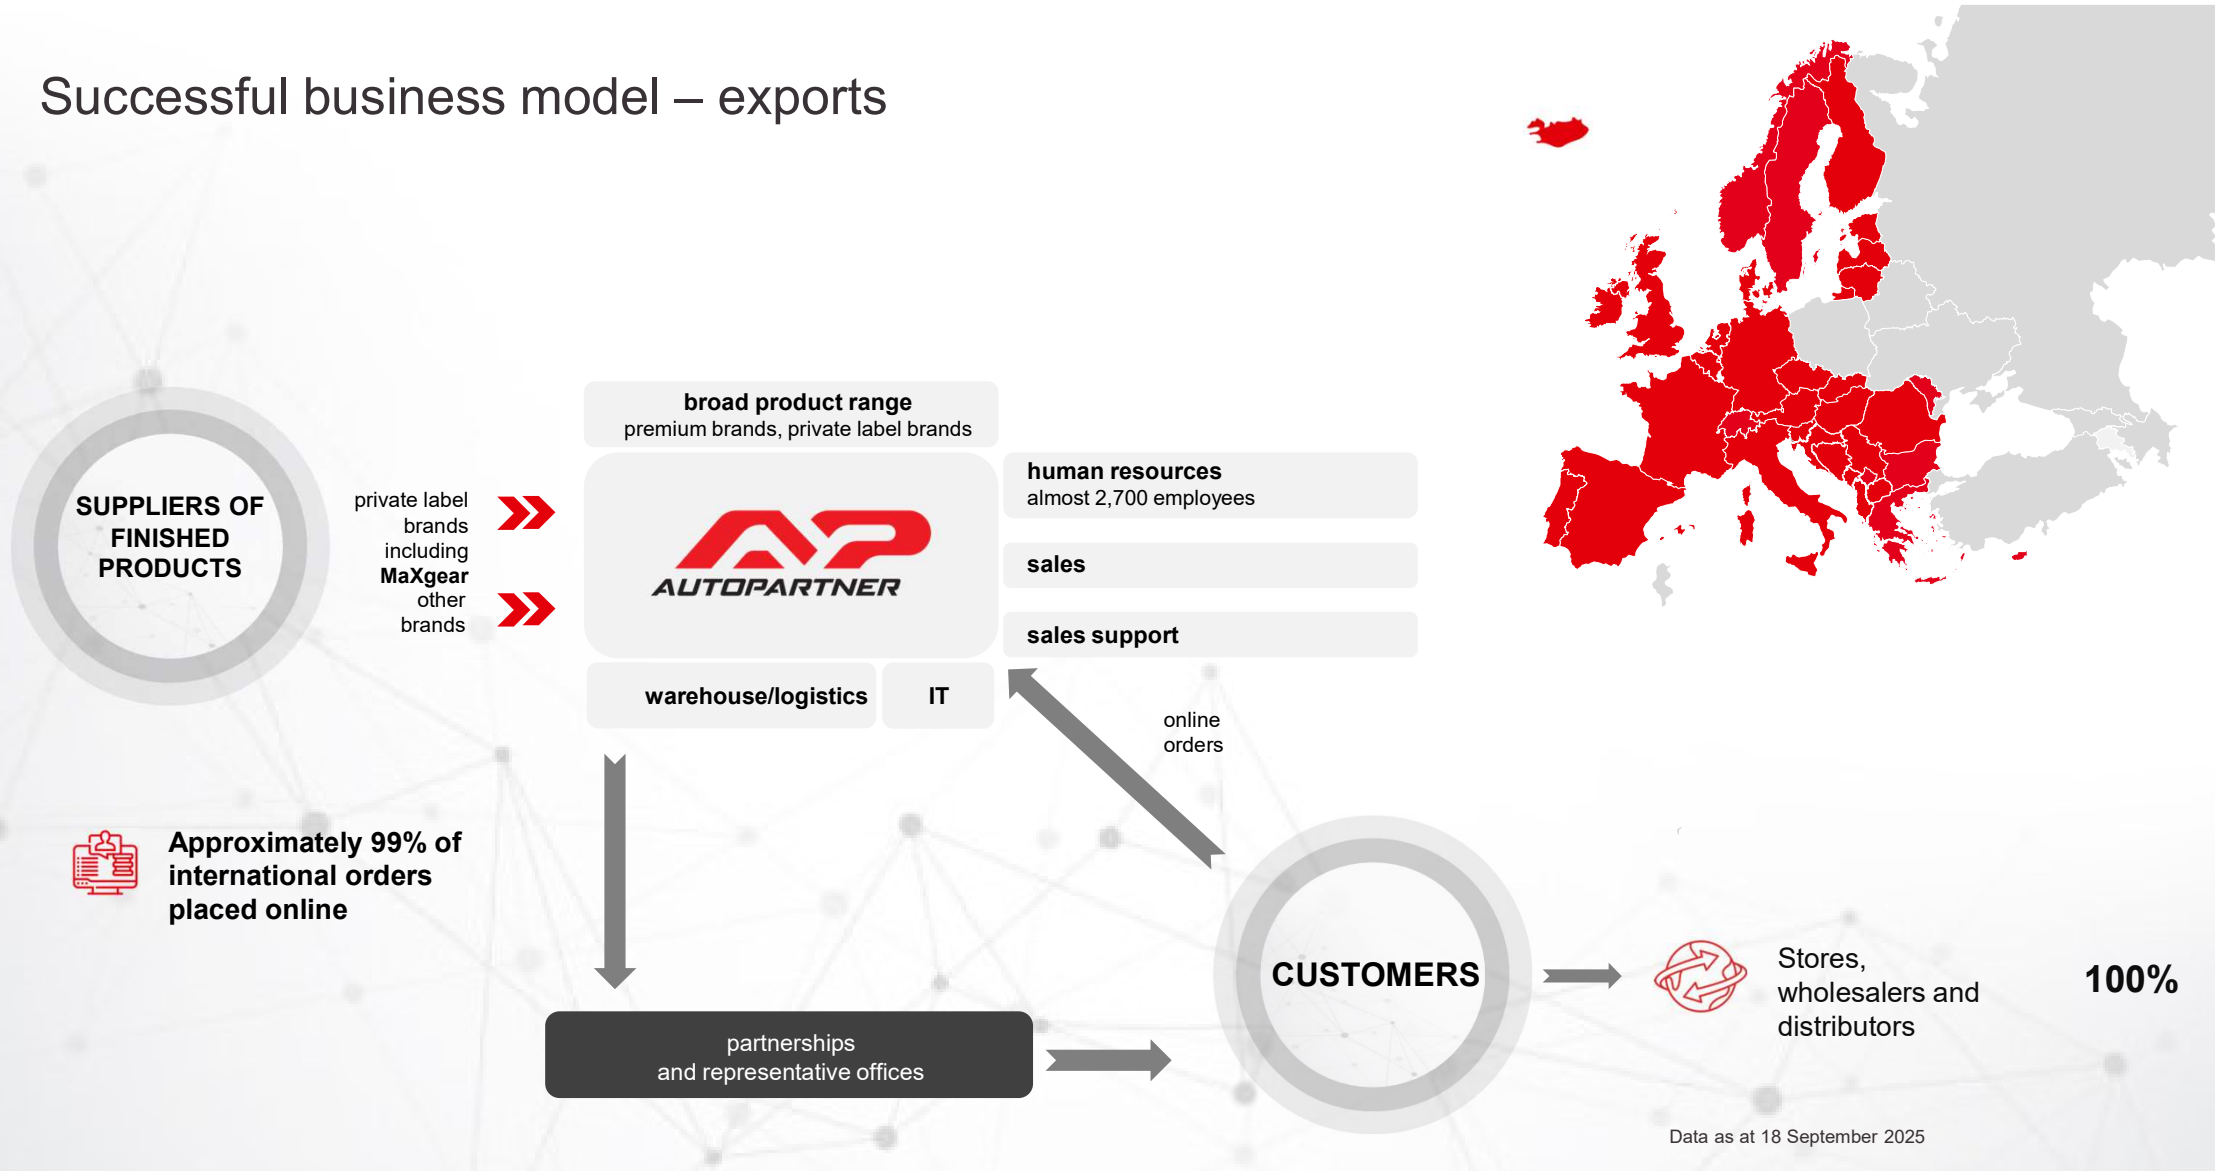 Successful business model – exports
SUPPLIERS OF
FINISHED
PRODUCTS
private label
brands
including
MaXgear
other
brands
broad product range
premium brands, private label brands
AUTOPARTNER
human resources
almost 2,700 employees
sales
sales support
warehouse/logistics
IT
online
orders
Approximately 99% of
international orders
placed online
partnerships
and representative offices
CUSTOMERS
Stores,
wholesalers and
distributors
100%
Data as at 18 September 2025